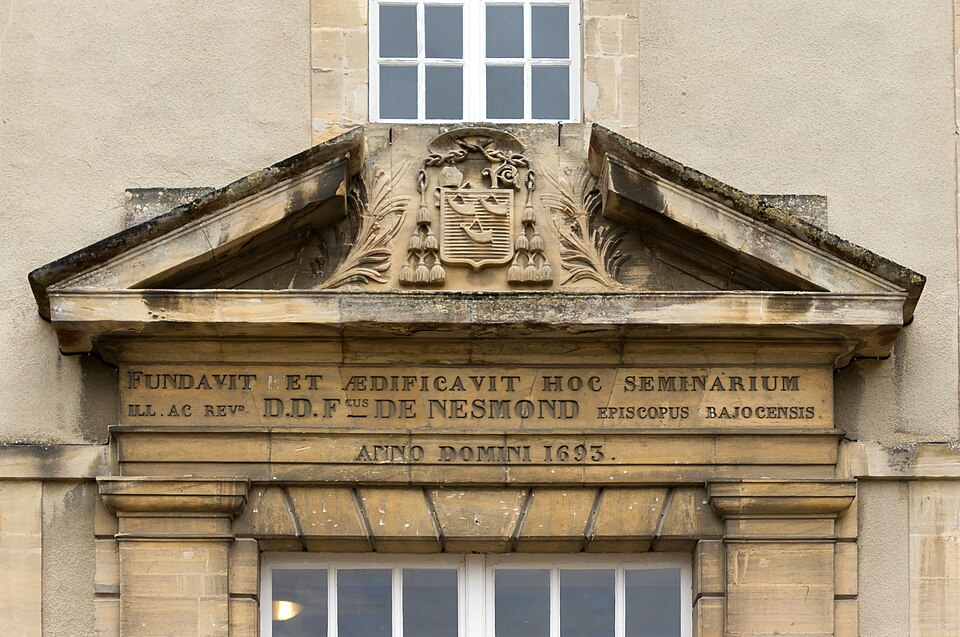 FUNDAVIT ET ÆDIFICAVIT HOC SEMINARIUM
ILL. AC REVD. D.D. FCUS DE NESMOND EPISCOPUS BAJOCENSIS.
ANNO DOMINI 1693.